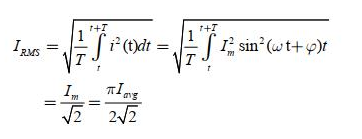 I_{RMS} = \sqrt{\frac{1}{T}\int_{t}^{t+T} i^2(t)dt} = \sqrt{\frac{1}{T}\int_{t}^{t+T} I_m^2 \sin^2(\omega t+\varphi)t}
= \frac{I_m}{\sqrt{2}} = \frac{\pi I_{avg}}{2\sqrt{2}}